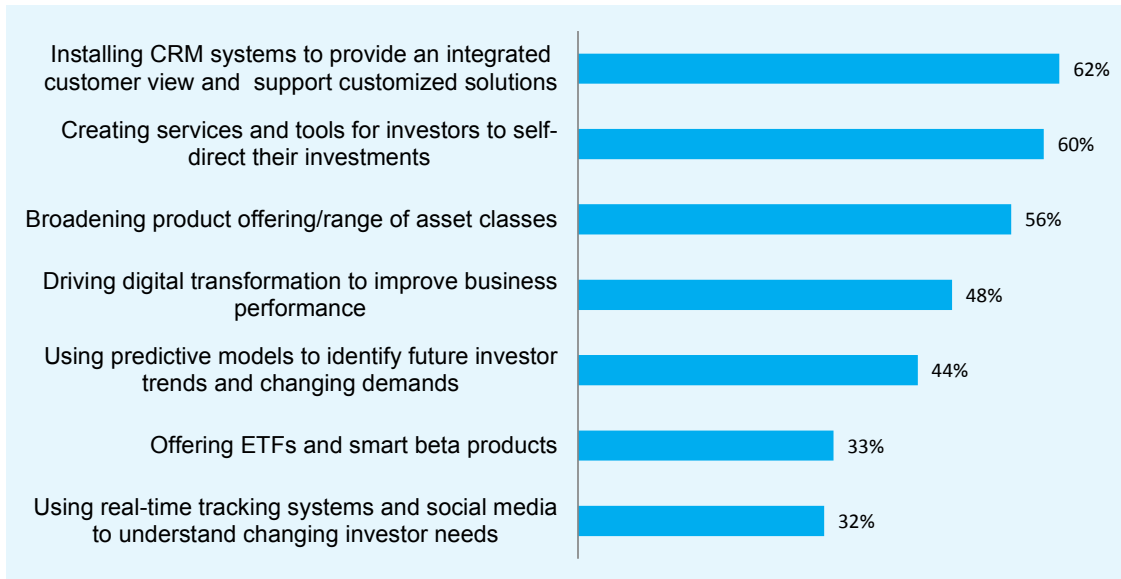 Installing CRM systems to provide an integrated
customer view and  support customized solutions
62%
Creating services and tools for investors to self-
direct their investments
60%
Broadening product offering/range of asset classes
56%
Driving digital transformation to improve business
performance
48%
Using predictive models to identify future investor
trends and changing demands
44%
Offering ETFs and smart beta products
33%
Using real-time tracking systems and social media
to understand changing investor needs
32%